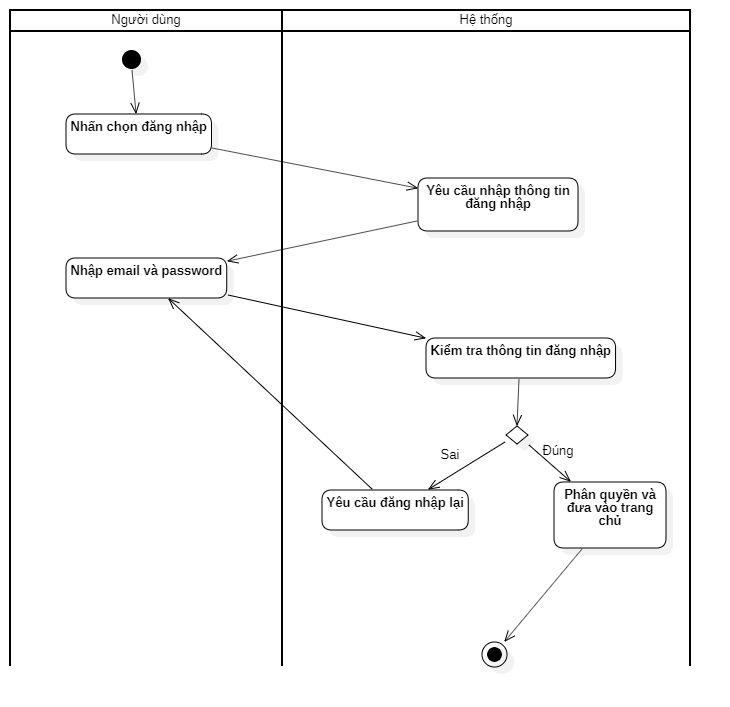 Người dùng
Hệ thống
Nhấn chọn đăng nhập
Yêu cầu nhập thông tin
đăng nhập
Nhập email và password
Kiểm tra thông tin đăng nhập
Sai
Đúng
Yêu cầu đăng nhập lại
Phân quyền và
đưa vào trang
chủ